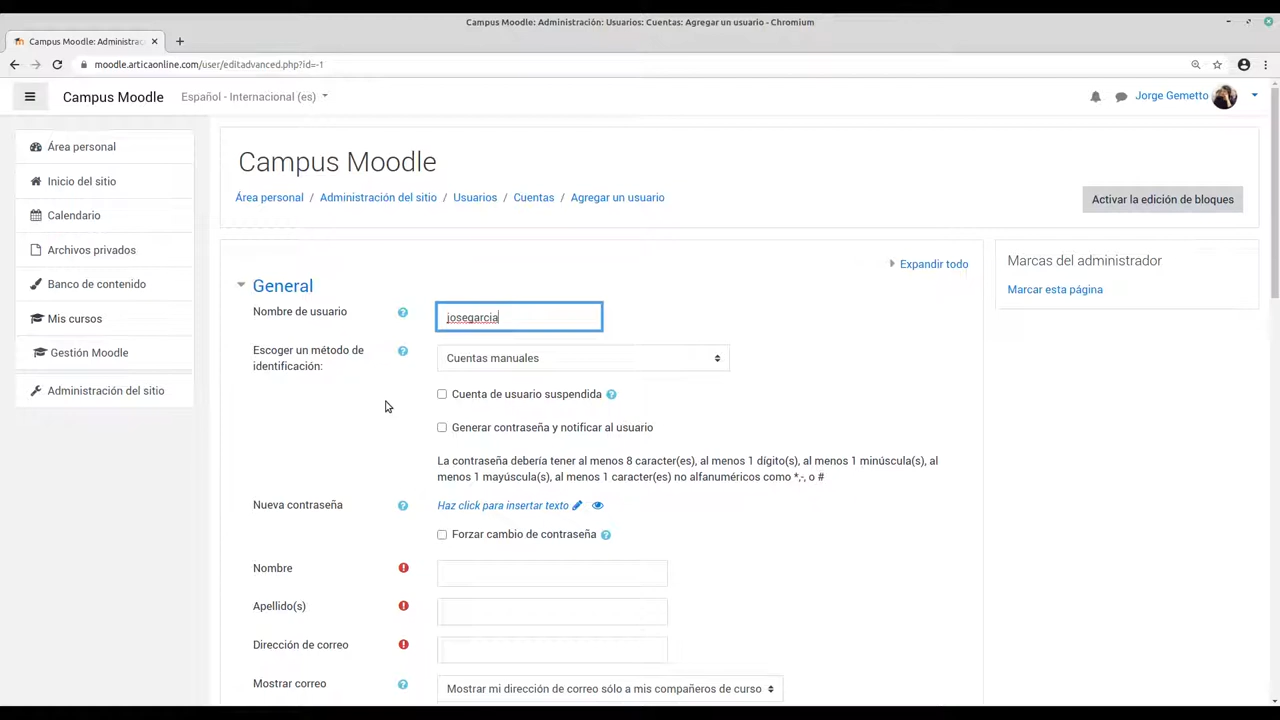 Campus Moodle: Administración: Usuarios: Cuentas: Agregar un usuario - Chromium
Campus Moodle: Administrac
moodle.articaonline.com/user/editadvanced.php?id=-1
Campus Moodle
Español - Internacional (es)
Jorge Gemetto
Área personal
Inicio del sitio
Calendario
Archivos privados
Banco de contenido
Mis cursos
Gestión Moodle
Administración del sitio
Campus Moodle
Área personal / Administración del sitio / Usuarios / Cuentas / Agregar un usuario
Activar la edición de bloques
Expandir todo
Marcas del administrador
Marcar esta página
General
Nombre de usuario
josegarcia
Escoger un método de
identificación:
Cuentas manuales
Cuenta de usuario suspendida
Generar contraseña y notificar al usuario
La contraseña debería tener al menos 8 caracter(es), al menos 1 dígito(s), al menos 1 minúscula(s), al
menos 1 mayúscula(s), al menos 1 caracter(es) no alfanuméricos como *,-, o #
Nueva contraseña
Haz click para insertar texto
Forzar cambio de contraseña
Nombre
Apellido(s)
Dirección de correo
Mostrar correo
Mostrar mi dirección de correo sólo a mis compañeros de curso